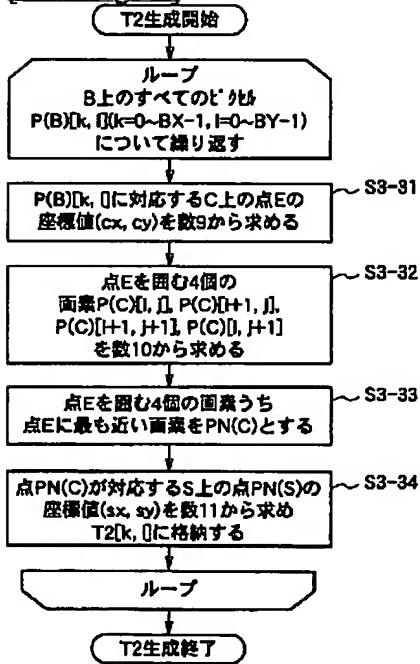 T2生成開始
ループ
B上のすべてのピクセル
P(B)[k, l](k=0~BX-1, l=0~BY-1)
について繰り返す
P(B)[k, l]に対応するC上の点Eの
座標値(cx, cy)を数9から求める
S3-31
点Eを囲む4個の
画素P(C)[i, j], P(C)[i+1, j],
P(C)[i+1, j+1], P(C)[i, j+1]
を数10から求める
S3-32
点Eを囲む4個の画素うち
点Eに最も近い画素をPN(C)とする
S3-33
点PN(C)が対応するS上の点PN(S)の
座標値(sx, sy)を数11から求め
T2[k, l]に格納する
S3-34
ループ
T2生成終了